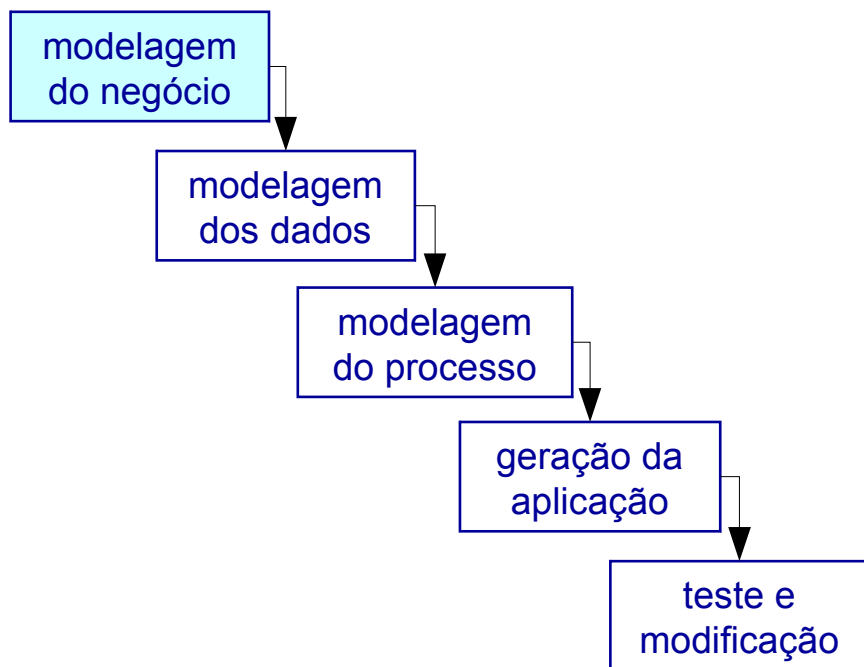 modelagem
do negócio
modelagem
dos dados
modelagem
do processo
geração da
aplicação
teste e
modificação